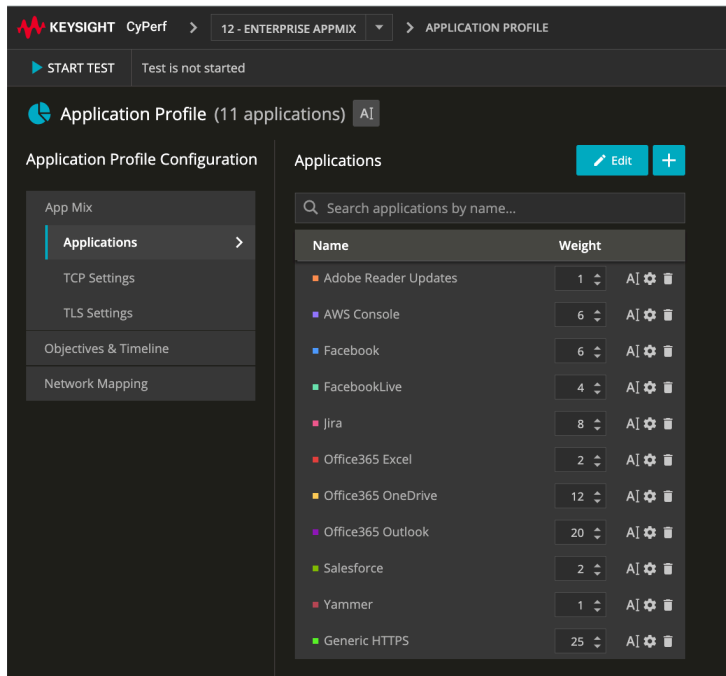 KEYSIGHT CyPerf > 12 - ENTERPRISE APPMIX > APPLICATION PROFILE
START TEST Test is not started
Application Profile (11 applications) A
Application Profile Configuration
App Mix
Applications
TCP Settings
TLS Settings
Objectives & Timeline
Network Mapping
Applications Edit +
Search applications by name...
Name Weight
Adobe Reader Updates 1 A
AWS Console 6 A
Facebook 6 A
FacebookLive 4 A
Jira 8 A
Office365 Excel 2 A
Office365 OneDrive 12 A
Office365 Outlook 20 A
Salesforce 2 A
Yammer 1 A
Generic HTTPS 25 A